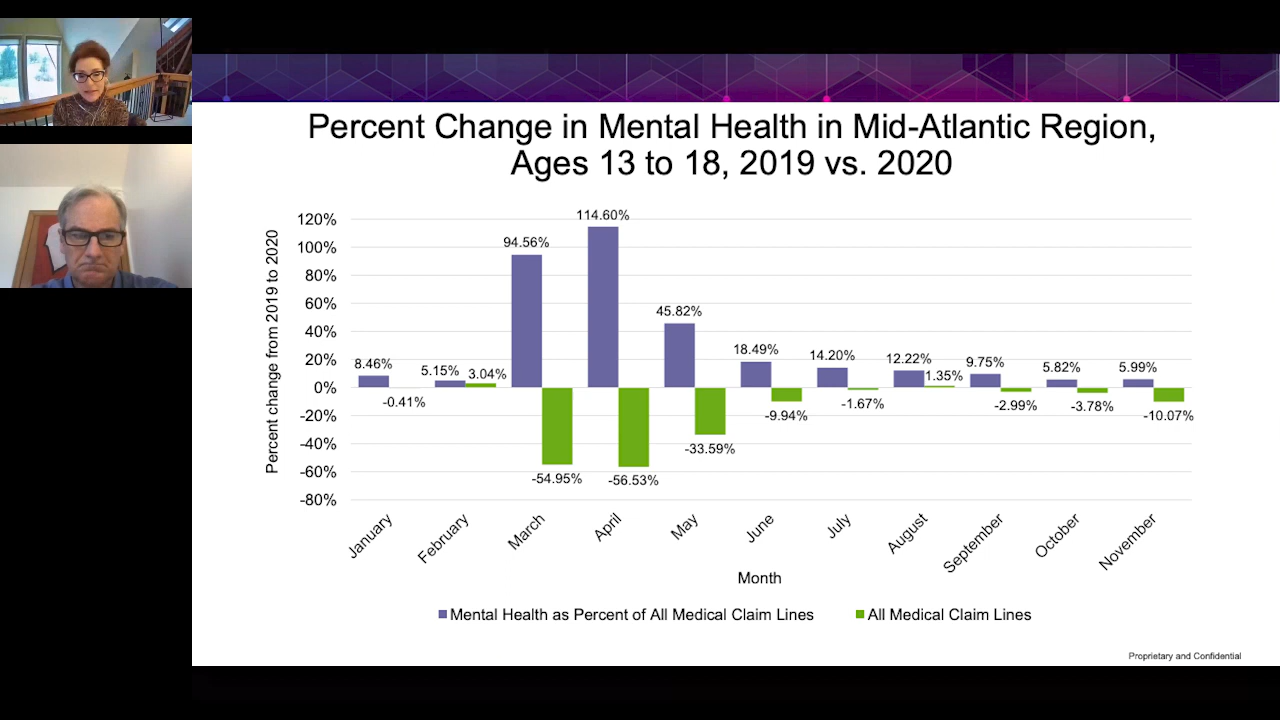 Percent Change in Mental Health in Mid-Atlantic Region,
Ages 13 to 18, 2019 vs. 2020
Percent change from 2019 to 2020
120%
100%
80%
60%
40%
20%
0%
-20%
-40%
-60%
-80%
8.46%
-0.41%
5.15%
3.04%
94.56%
-54.95%
114.60%
-56.53%
45.82%
-33.59%
18.49%
-9.94%
14.20%
-1.67%
12.22%
1.35%
9.75%
-2.99%
5.82%
-3.78%
5.99%
-10.07%
January
February
March
April
May
June
July
August
September
October
November
Month
Mental Health as Percent of All Medical Claim Lines
All Medical Claim Lines
Proprietary and Confidential